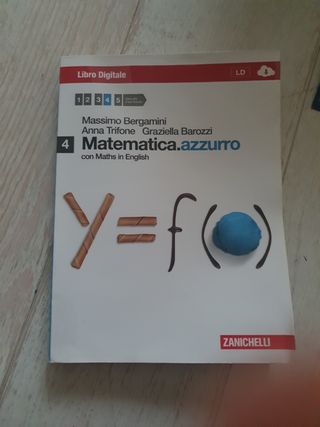 Libro Digitale
LD
1 2 3 4 5
Massimo Bergamini
Anna Trifone Graziella Barozzi
4 Matematica.azzurro
con Maths in English
y = f( )
ZANICHELLI